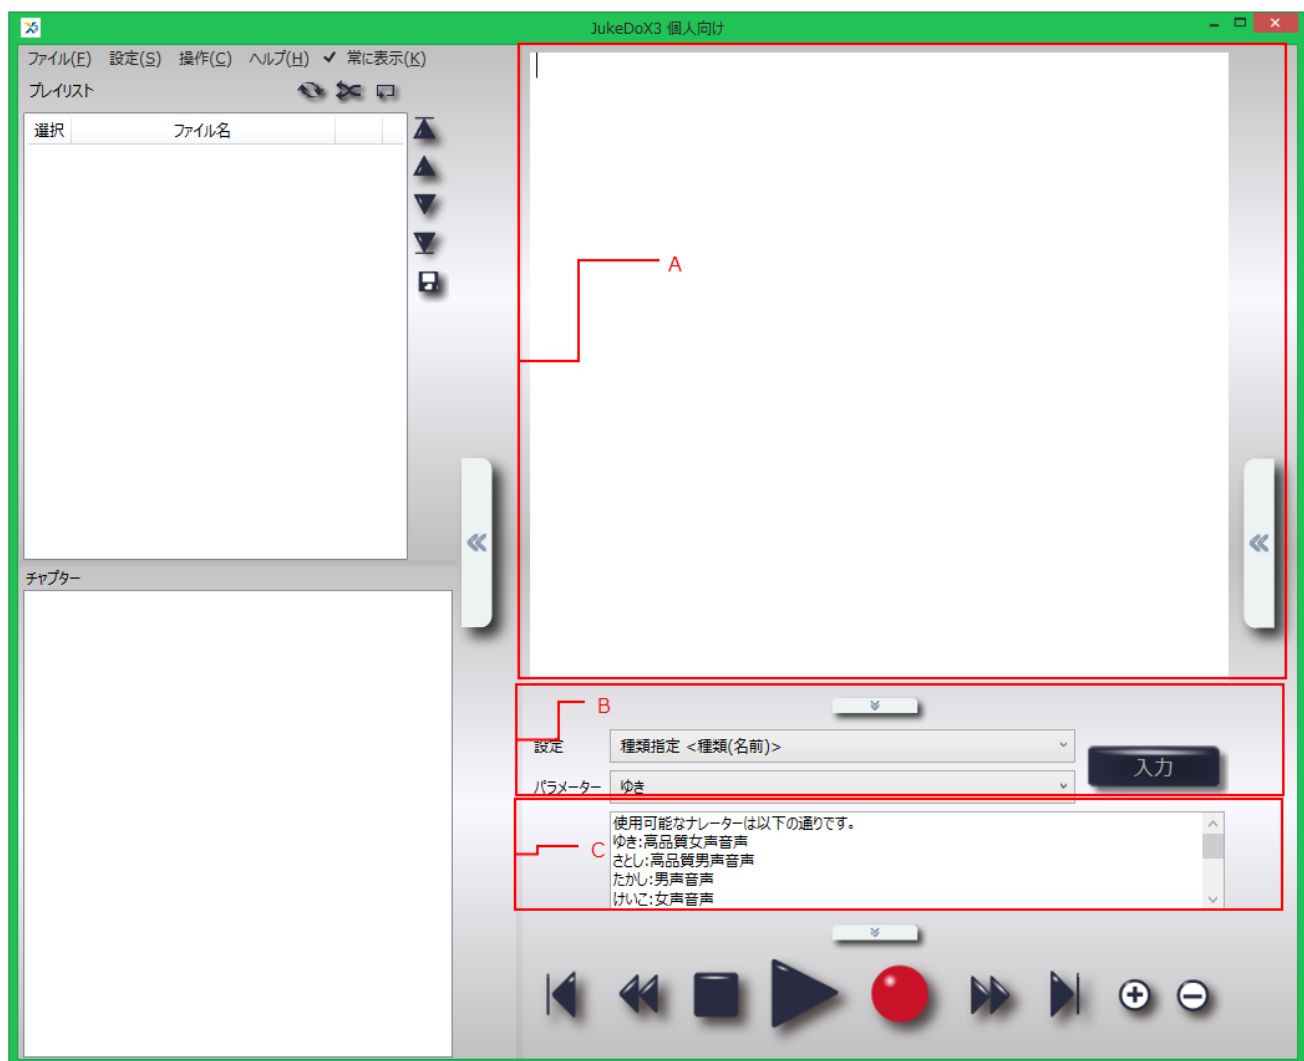 JukeDoX3 個人向け
ファイル(F) 設定(S) 操作(C) ヘルプ(H) ✓ 常に表示(K)
プレイリスト
選択 ファイル名
A
チャプター
B
設定 種類指定 <種類(名前)>
入力
パラメーター ゆき
C
使用可能なナレーターは以下の通りです。
ゆき:高品質女声音声
さとし:高品質男声音声
たかし:男声音声
けいこ:女声音声